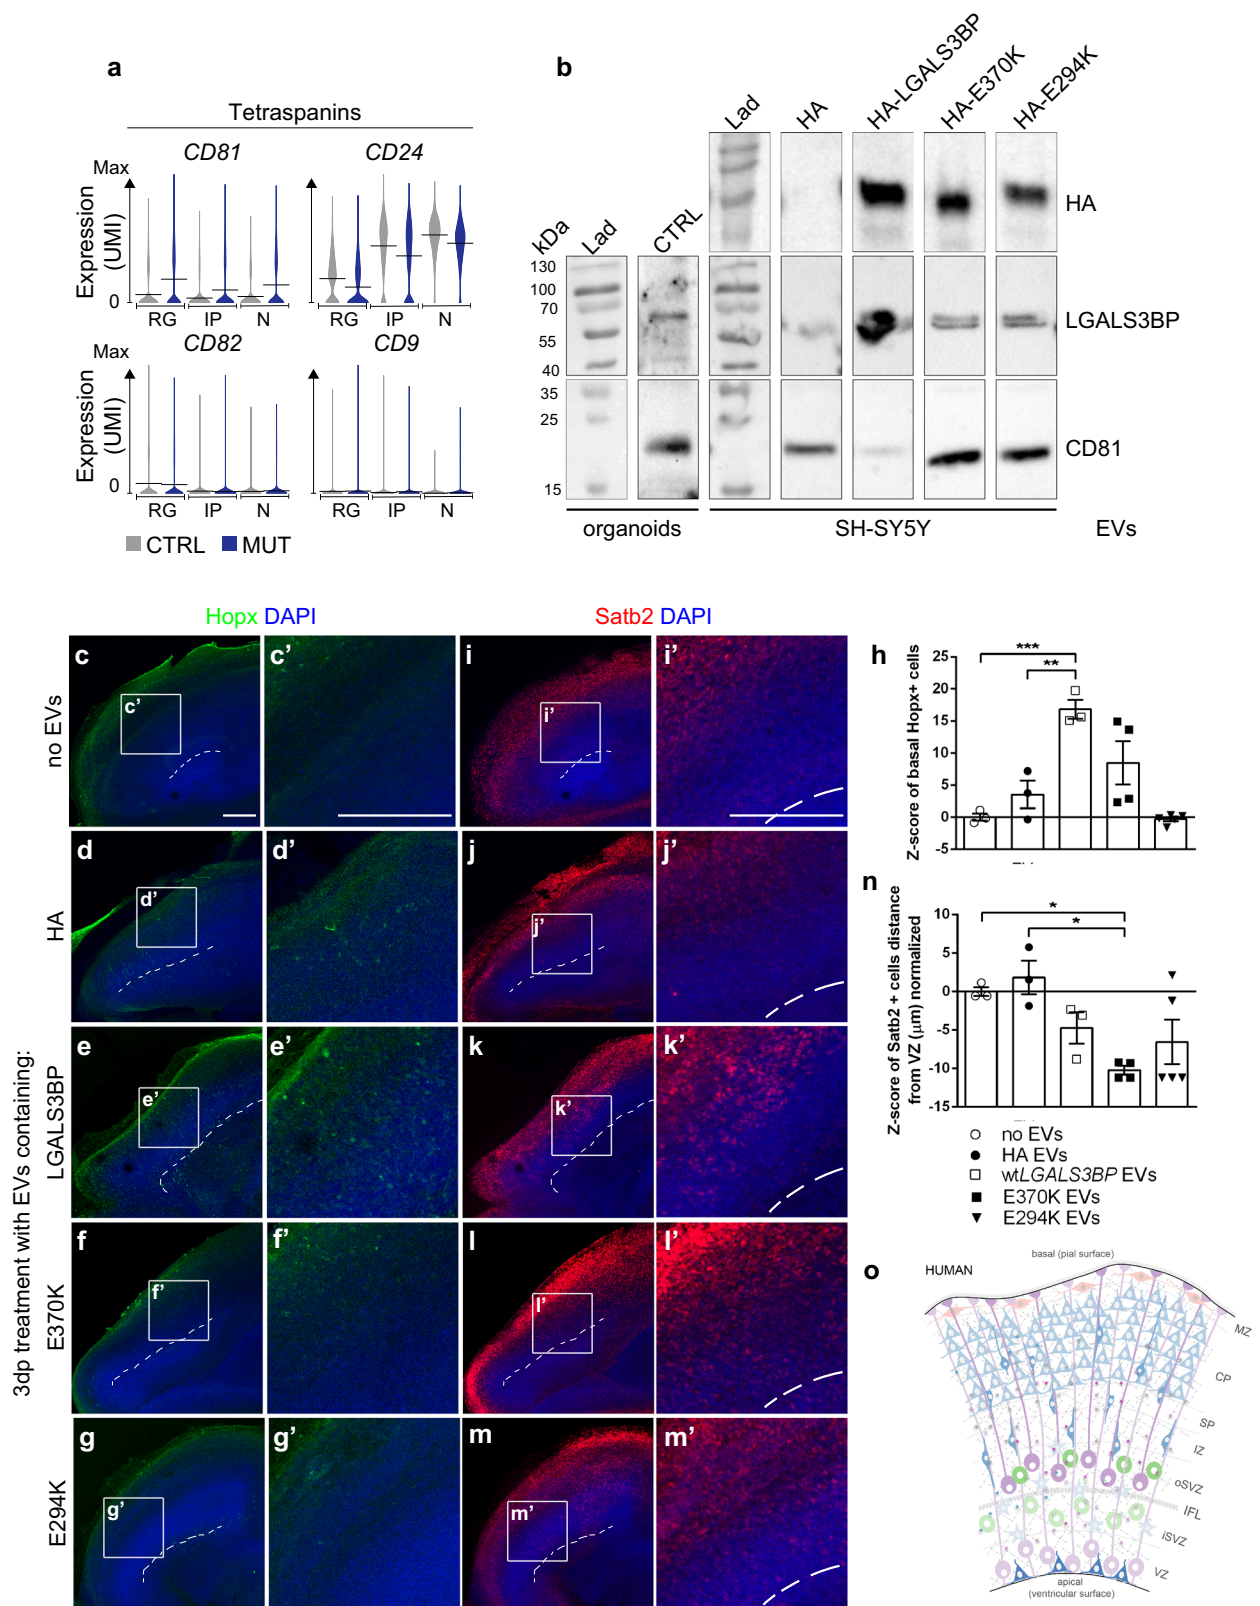 a
Tetraspanins
CD81
CD24
Max
Expression
(UMI)
0
RG
IP
N
RG
IP
N
CD82
CD9
Max
Expression
(UMI)
0
RG
IP
N
RG
IP
N
CTRL
MUT
b
Lad
HA
HA-LGALS3BP
HA-E370K
HA-E294K
HA
kDa
Lad
CTRL
130
100
70
55
40
LGALS3BP
35
25
15
CD81
organoids
SH-SY5Y
EVs
Hopx DAPI
Satb2 DAPI
3dp treatment with EVs containing:
no EVs
c
c'
c'
i
i'
i'
HA
d
d'
d'
j
j'
j'
LGALS3BP
e
e'
e'
k
k'
k'
E370K
f
f'
f'
l
l'
l'
E294K
g
g'
g'
m
m'
m'
h
Z-score of basal Hopx+ cells
25
20
15
10
5
0
-5
***
**
n
Z-score of Satb2 + cells distance
from VZ (μm) normalized
10
5
0
-5
-10
-15
*
*
no EVs
HA EVs
wtLGALS3BP EVs
E370K EVs
E294K EVs
o
HUMAN
basal (pial surface)
MZ
CP
SP
IZ
oSVZ
IFL
iSVZ
VZ
apical
(ventricular surface)